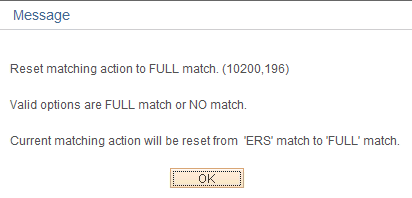 Message
Reset matching action to FULL match. (10200,196)
Valid options are FULL match or NO match.
Current matching action will be reset from 'ERS' match to 'FULL' match.
OK